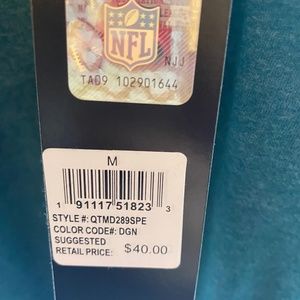 NFL
NJJ
TA09 102901644
M
1 91117 51823 3
STYLE #: QTMD289SPE
COLOR CODE#: DGN
SUGGESTED
RETAIL PRICE: $40.00